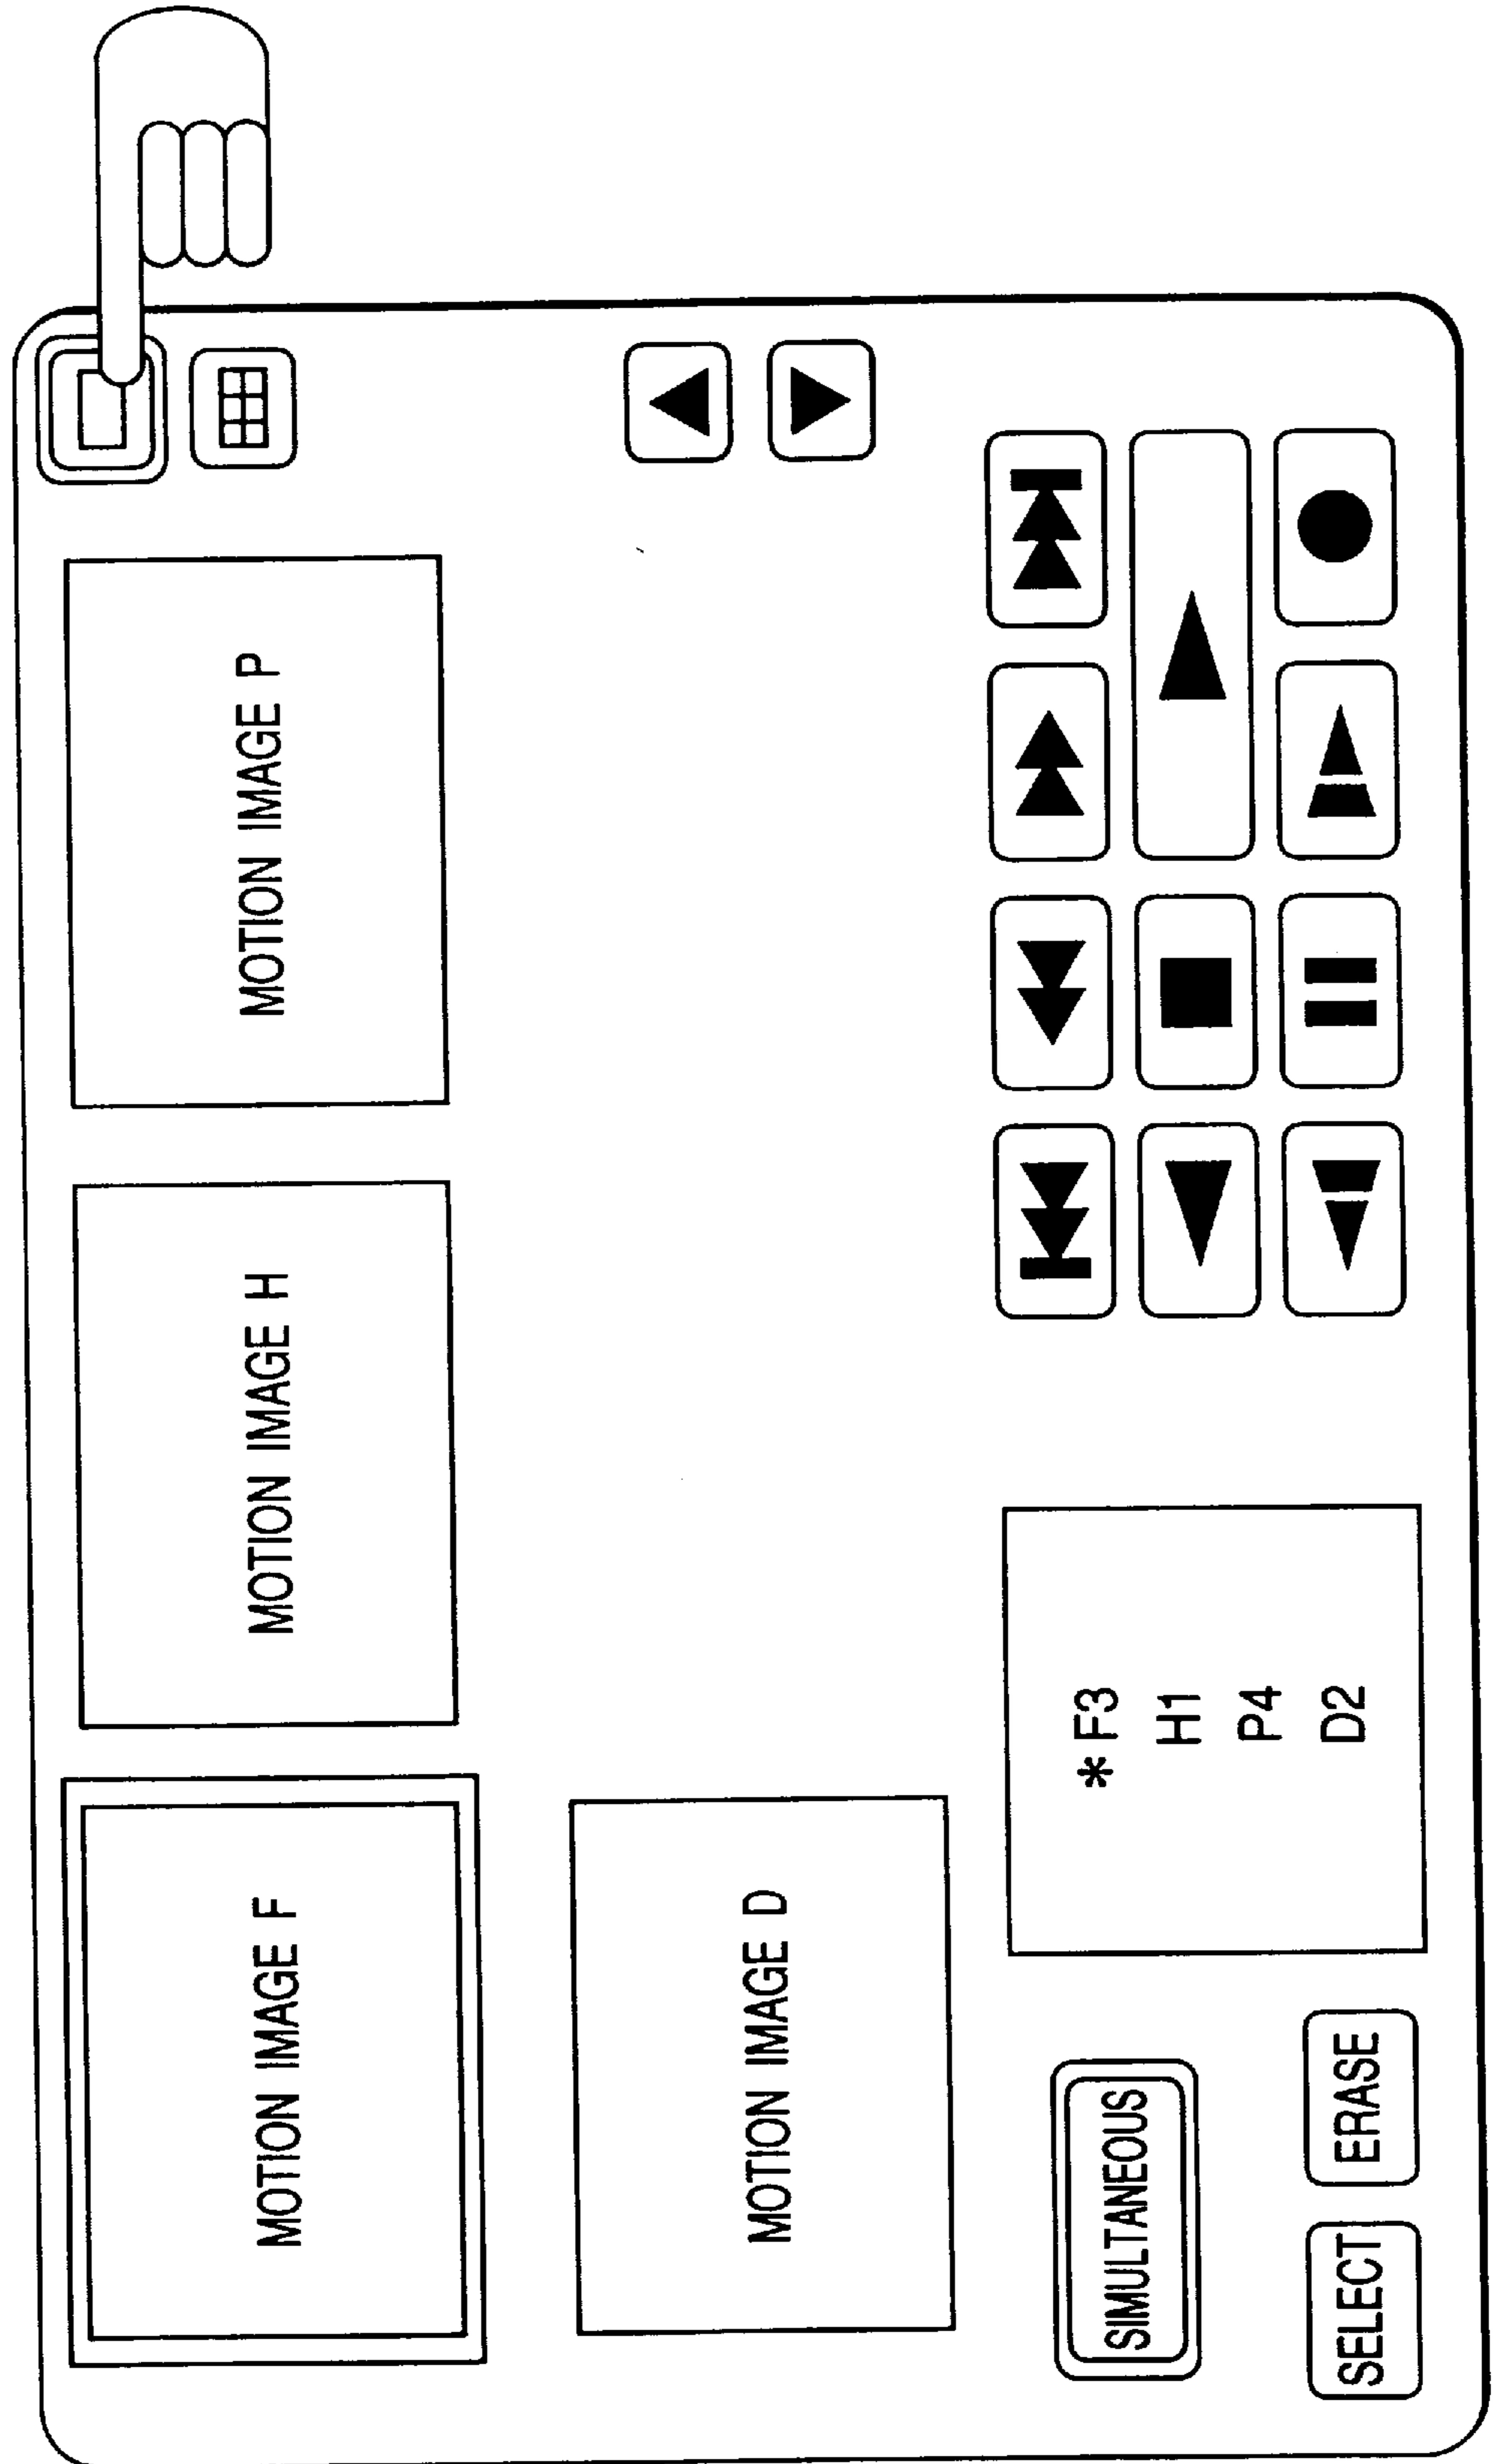 MOTION IMAGE F
MOTION IMAGE H
MOTION IMAGE P
MOTION IMAGE D
SIMULTANEOUS
SELECT
ERASE
*F3
H1
P4
D2